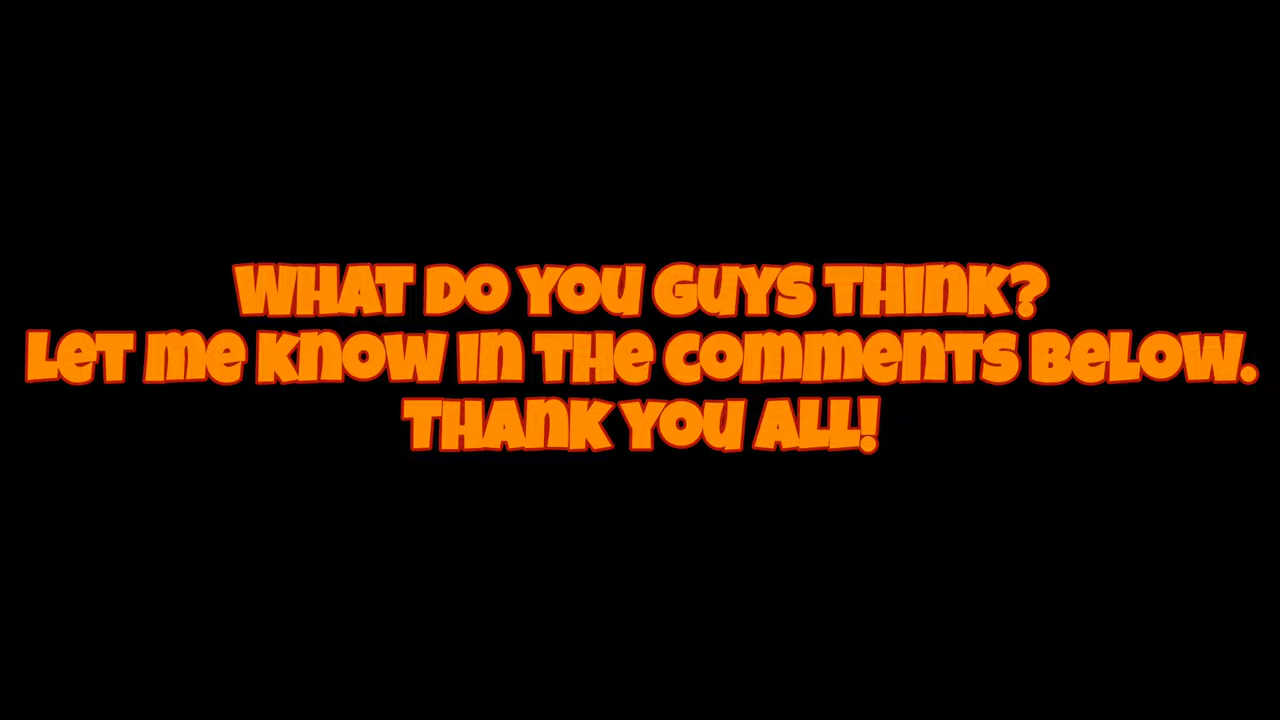 What do you guys think?
Let me know in the comments below.
Thank you all!